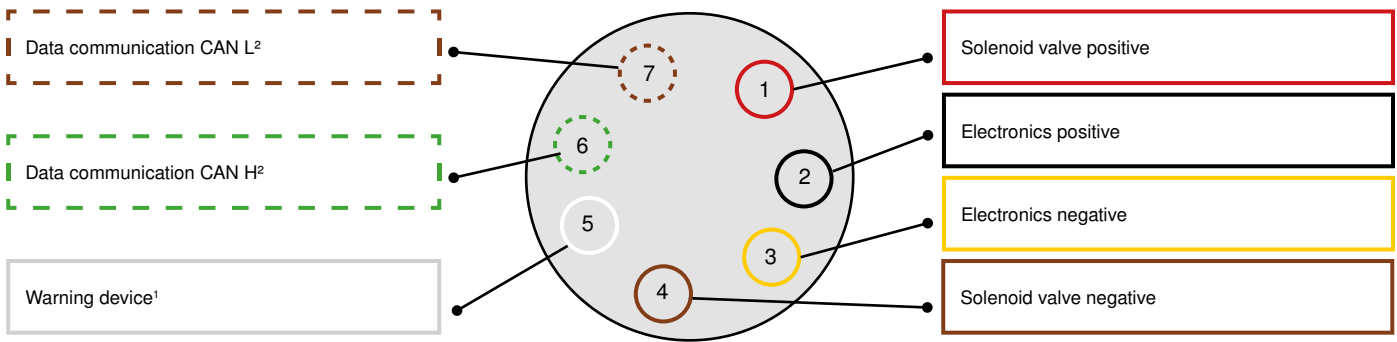 Data communication CAN L²
Data communication CAN H²
Warning device¹
7
1
6
2
5
3
4
Solenoid valve positive
Electronics positive
Electronics negative
Solenoid valve negative